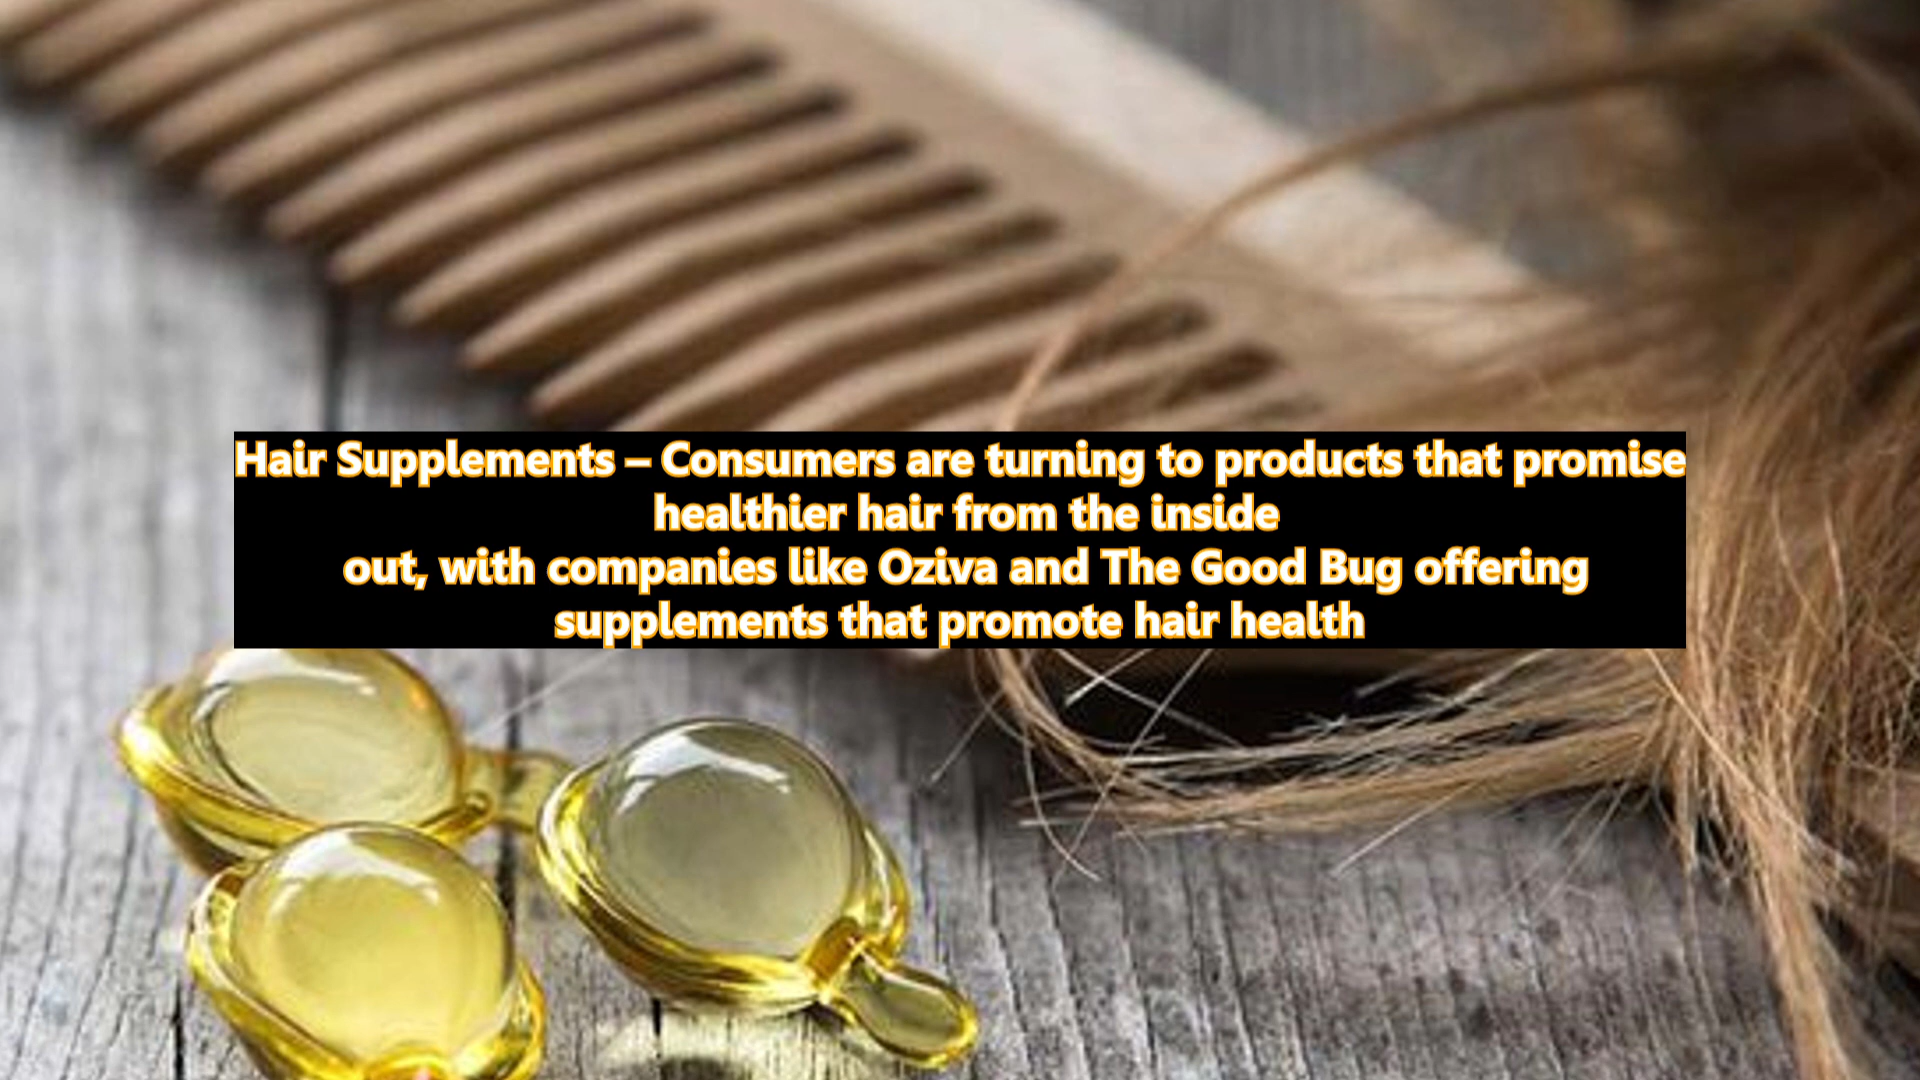 Hair Supplements – Consumers are turning to products that promise
healthier hair from the inside
out, with companies like Oziva and The Good Bug offering
supplements that promote hair health